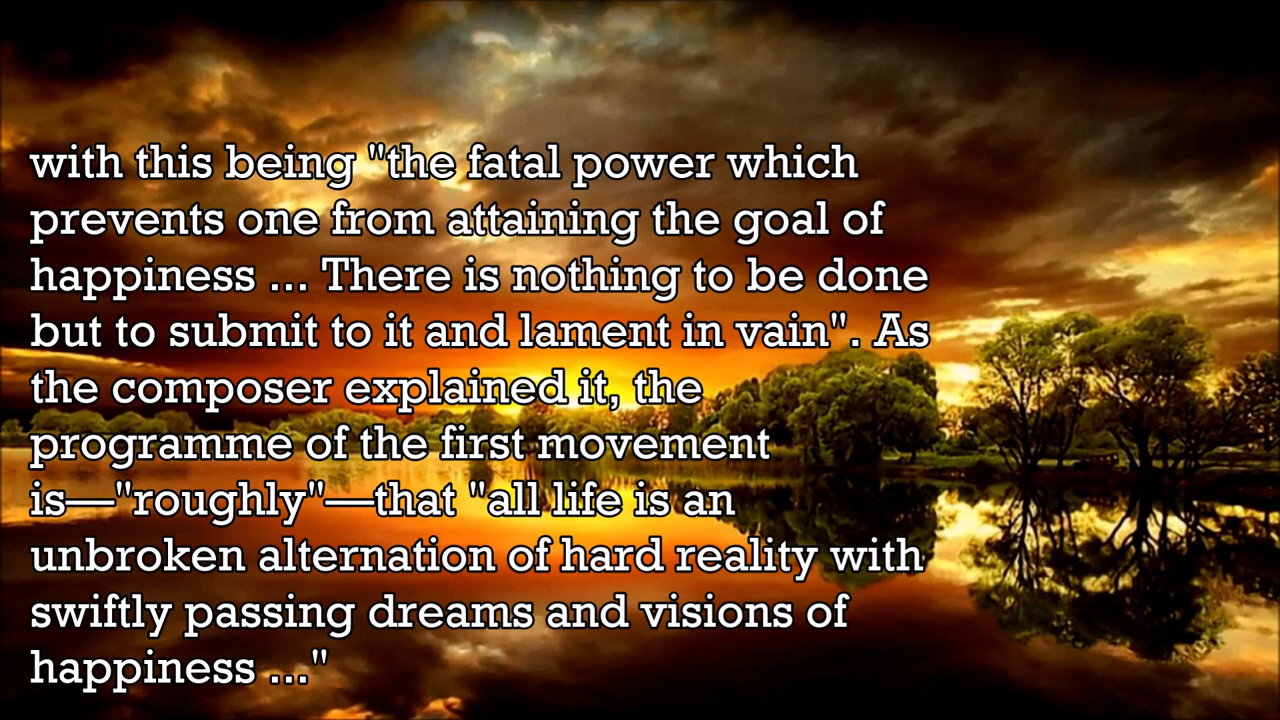 with this being "the fatal power which
prevents one from attaining the goal of
happiness ... There is nothing to be done
but to submit to it and lament in vain" . As
the composer explained it, the
programme of the first movement
is—"roughly"—that "all life is an
unbroken alternation of hard reality with
swiftly passing dreams and visions of
happiness ..."